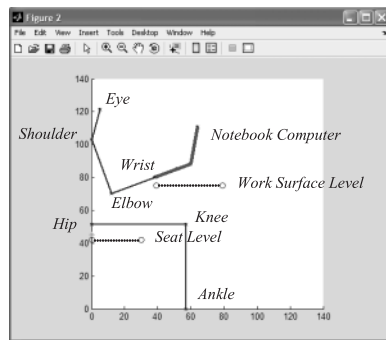 Figure 2
File Edit View Insert Tools Desktop Window Help
140
120
100
80
60
40
20
0
Eye
Shoulder
Notebook Computer
Wrist
Work Surface Level
Elbow
Hip
Knee
Seat Level
Ankle
0 20 40 60 80 100 120 140